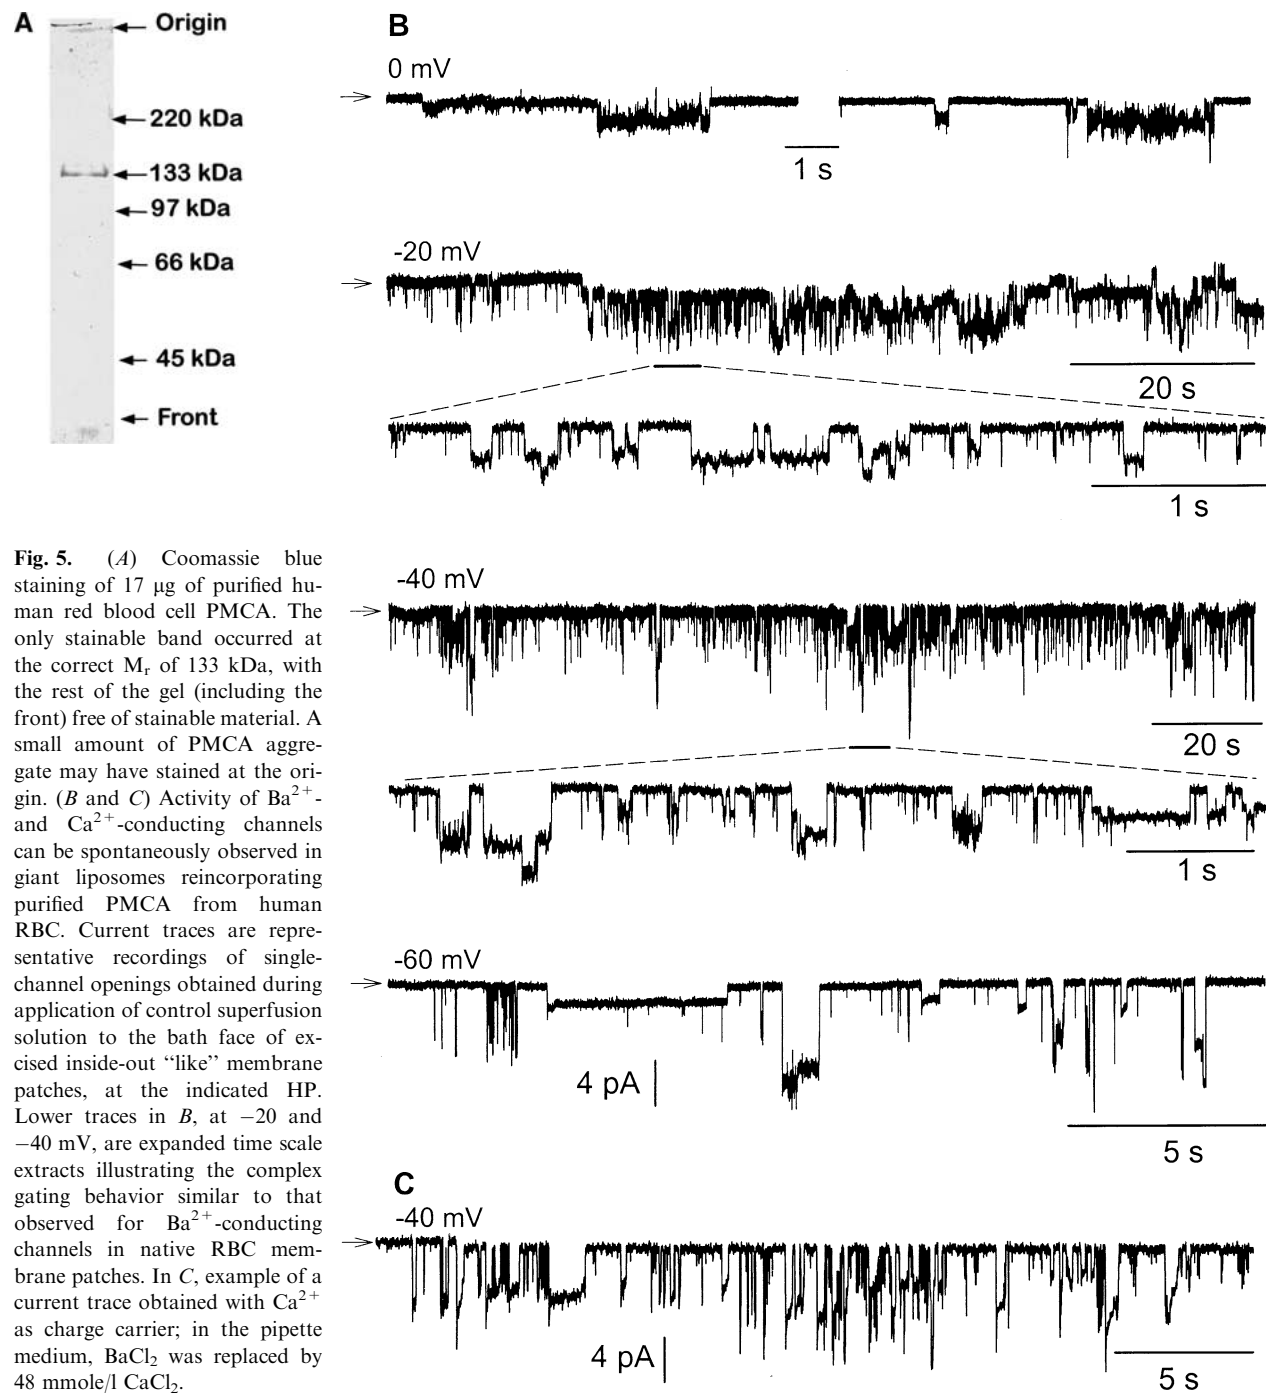 A
Origin
220 kDa
133 kDa
97 kDa
66 kDa
45 kDa
Front
B
0 mV
1 s
-20 mV
20 s
1 s
-40 mV
20 s
1 s
-60 mV
4 pA
5 s
C
-40 mV
4 pA
5 s
Fig. 5. (A) Coomassie blue
staining of 17 μg of purified hu-
man red blood cell PMCA. The
only stainable band occurred at
the correct Mr of 133 kDa, with
the rest of the gel (including the
front) free of stainable material. A
small amount of PMCA aggre-
gate may have stained at the ori-
gin. (B and C) Activity of Ba2+-
and Ca2+-conducting channels
can be spontaneously observed in
giant liposomes reincorporating
purified PMCA from human
RBC. Current traces are repre-
sentative recordings of single-
channel openings obtained during
application of control superfusion
solution to the bath face of ex-
cised inside-out “like” membrane
patches, at the indicated HP.
Lower traces in B, at −20 and
−40 mV, are expanded time scale
extracts illustrating the complex
gating behavior similar to that
observed for Ba2+-conducting
channels in native RBC mem-
brane patches. In C, example of a
current trace obtained with Ca2+
as charge carrier; in the pipette
medium, BaCl2 was replaced by
48 mmole/l CaCl2.